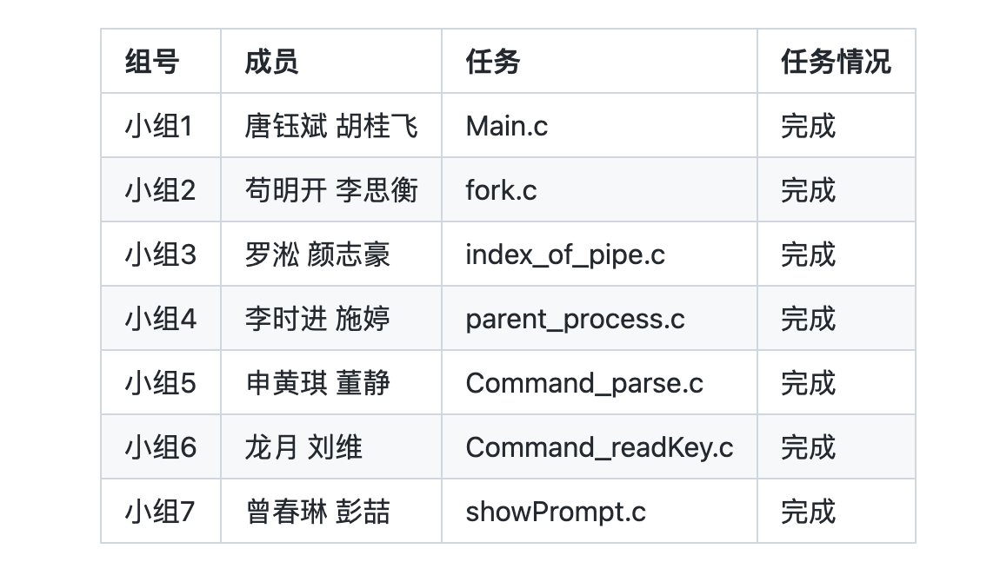 组号 成员 任务 任务情况
小组1 唐钰斌 胡桂飞 Main.c 完成
小组2 苟明开 李思衡 fork.c 完成
小组3 罗淞 颜志豪 index_of_pipe.c 完成
小组4 李时进 施婷 parent_process.c 完成
小组5 申黄琪 董静 Command_parse.c 完成
小组6 龙月 刘维 Command_readKey.c 完成
小组7 曾春琳 彭喆 showPrompt.c 完成